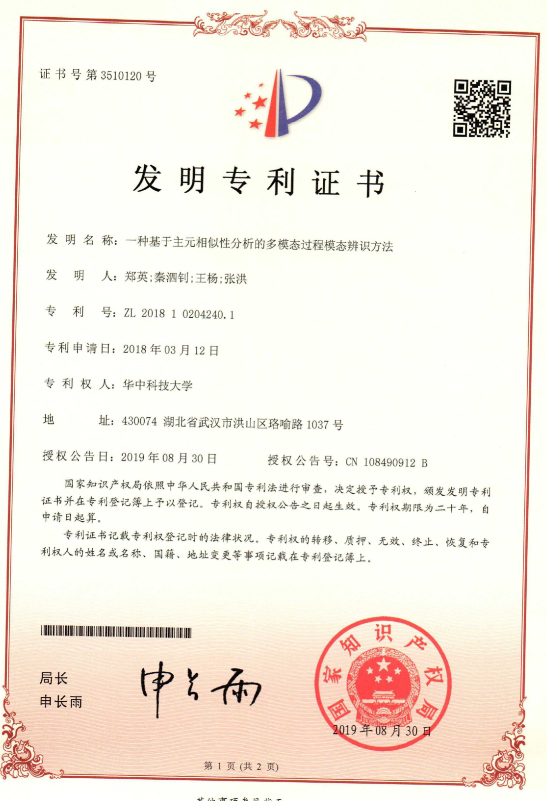 证书号第3510120号
发明专利证书
发明名称：一种基于主元相似性分析的多模态过程模态辨识方法
发明人：郑英;秦泗钊;王杨;张洪
专利号：ZL 2018 1 0204240.1
专利申请日：2018年03月12日
专利权人：华中科技大学
地址：430074 湖北省武汉市洪山区珞喻路1037号
授权公告日：2019年08月30日 授权公告号：CN 108490912 B
国家知识产权局依照中华人民共和国专利法进行审查，决定授予专利权，颁发发明专利
证书并在专利登记簿上予以登记。专利权自授权公告之日起生效。专利权期限为二十年，自
申请日起算。
专利证书记载专利权登记时的法律状况。专利权的转移、质押、无效、终止、恢复和专
利权人的姓名或名称、国籍、地址变更等事项记载在专利登记簿上。
局长
申长雨
申长雨
国家知识产权局
2019年08月30日
第 1 页 (共 2 页)